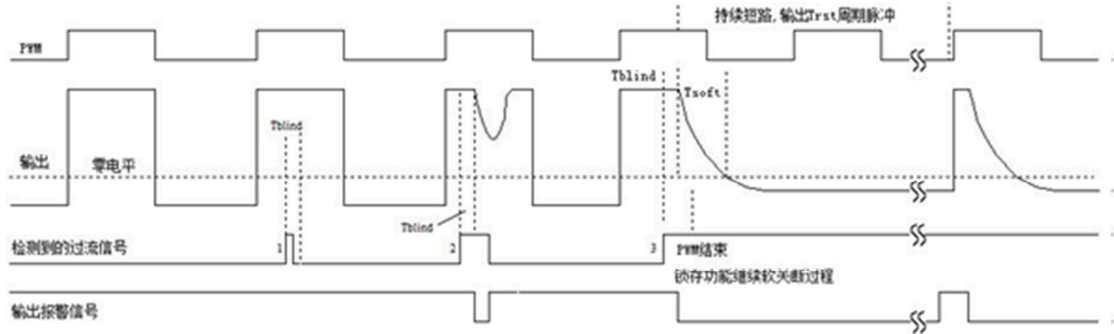 持续短路,输出Trst周期脉冲
PWM
Tblind
Tsoft
Tblind
输出
零电平
Tblind
检测到的过流信号
1
2
3
PWM结束
锁存功能继续软关断过程
输出报警信号